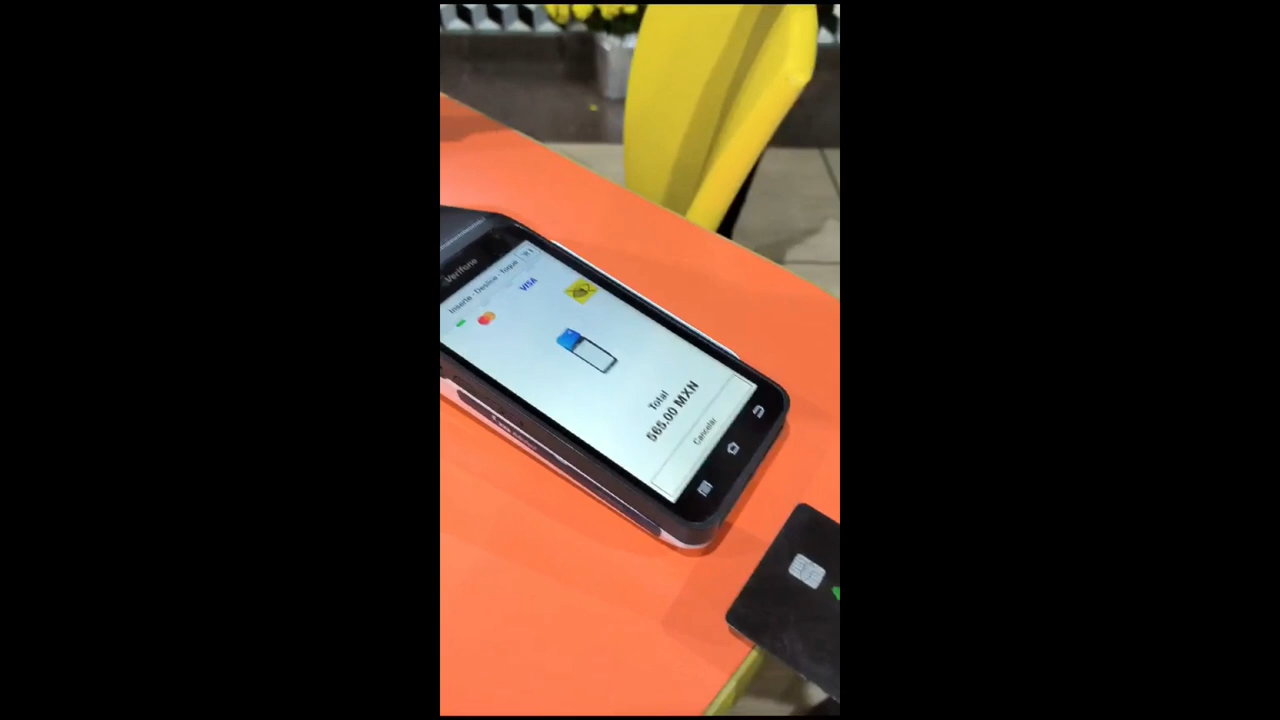 Verifone
Inserte - Deslice - Toque
VISA
Total
565.00 MXN
Cancelar